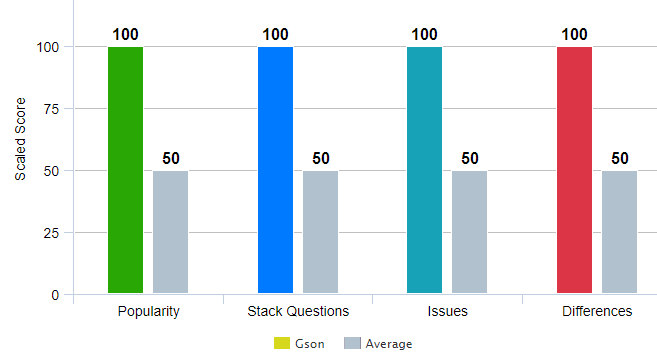 100 100 100 100
100
Scaled Score
75
50 50 50 50
50
25
0
Popularity Stack Questions Issues Differences
Gson Average